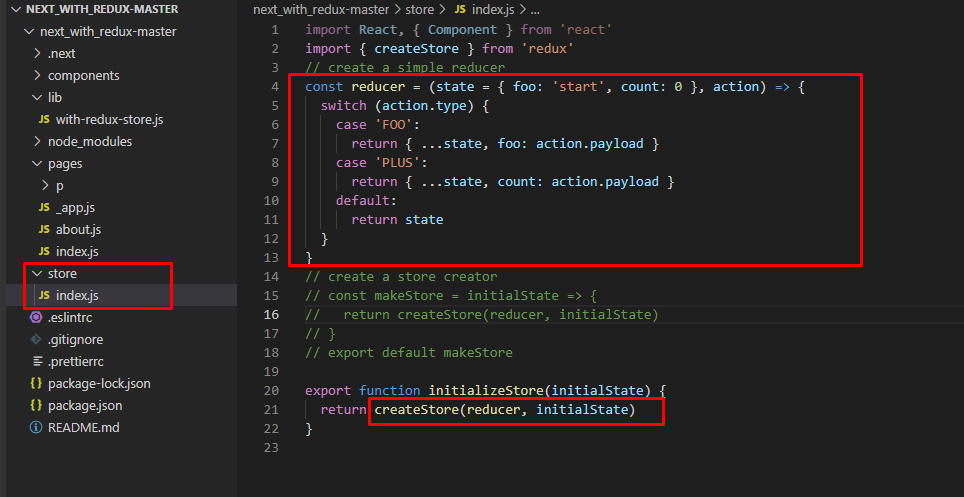 NEXT_WITH_REDUX-MASTER
next_with_redux-master
.next
components
lib
JS with-redux-store.js
node_modules
pages
p
JS _app.js
JS about.js
JS index.js
store
JS index.js
.eslintrc
.gitignore
.prettierrc
{} package-lock.json
{} package.json
README.md
next_with_redux-master > store > JS index.js > ...
1 import React, { Component } from 'react'
2 import { createStore } from 'redux'
3 // create a simple reducer
4 const reducer = (state = { foo: 'start', count: 0 }, action) => {
5 switch (action.type) {
6 case 'FOO':
7 return { ...state, foo: action.payload }
8 case 'PLUS':
9 return { ...state, count: action.payload }
10 default:
11 return state
12 }
13 }
14 // create a store creator
15 // const makeStore = initialState => {
16 //   return createStore(reducer, initialState)
17 // }
18 // export default makeStore
19
20 export function initializeStore(initialState) {
21 return createStore(reducer, initialState)
22 }
23